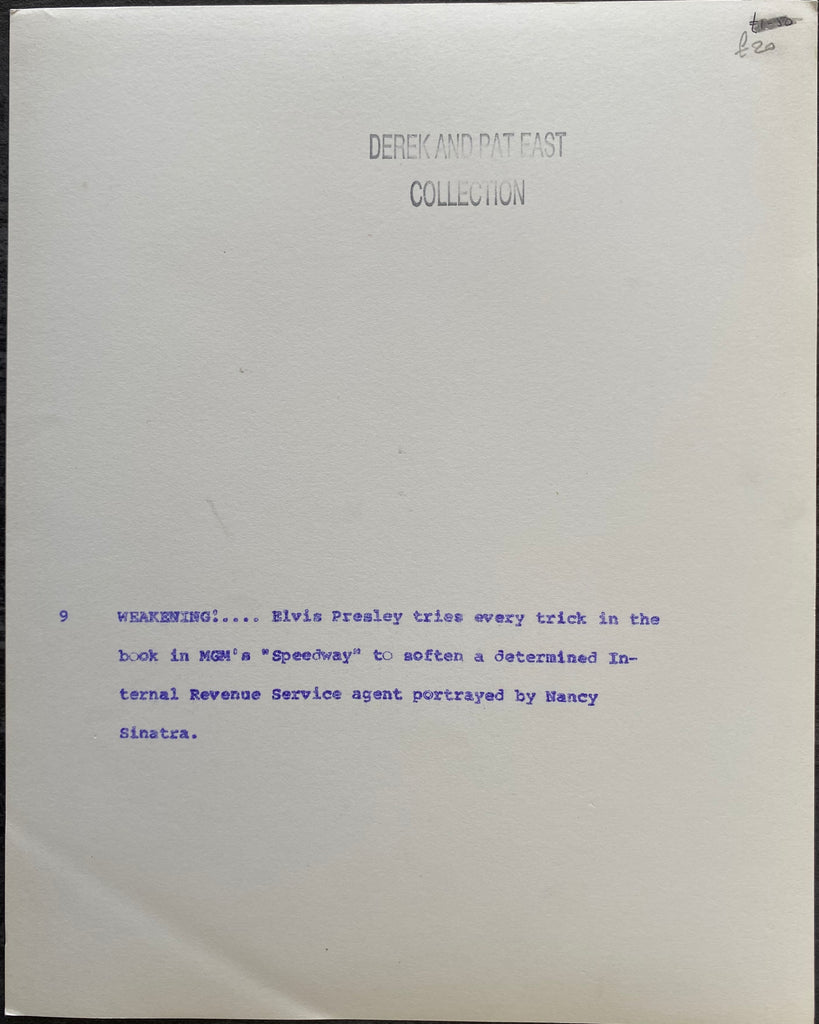 £20
DEREK AND PAT EAST
COLLECTION
9 WEAKENING!.... Elvis Presley tries every trick in the
book in MGM's "Speedway" to soften a determined In-
ternal Revenue Service agent portrayed by Nancy
Sinatra.